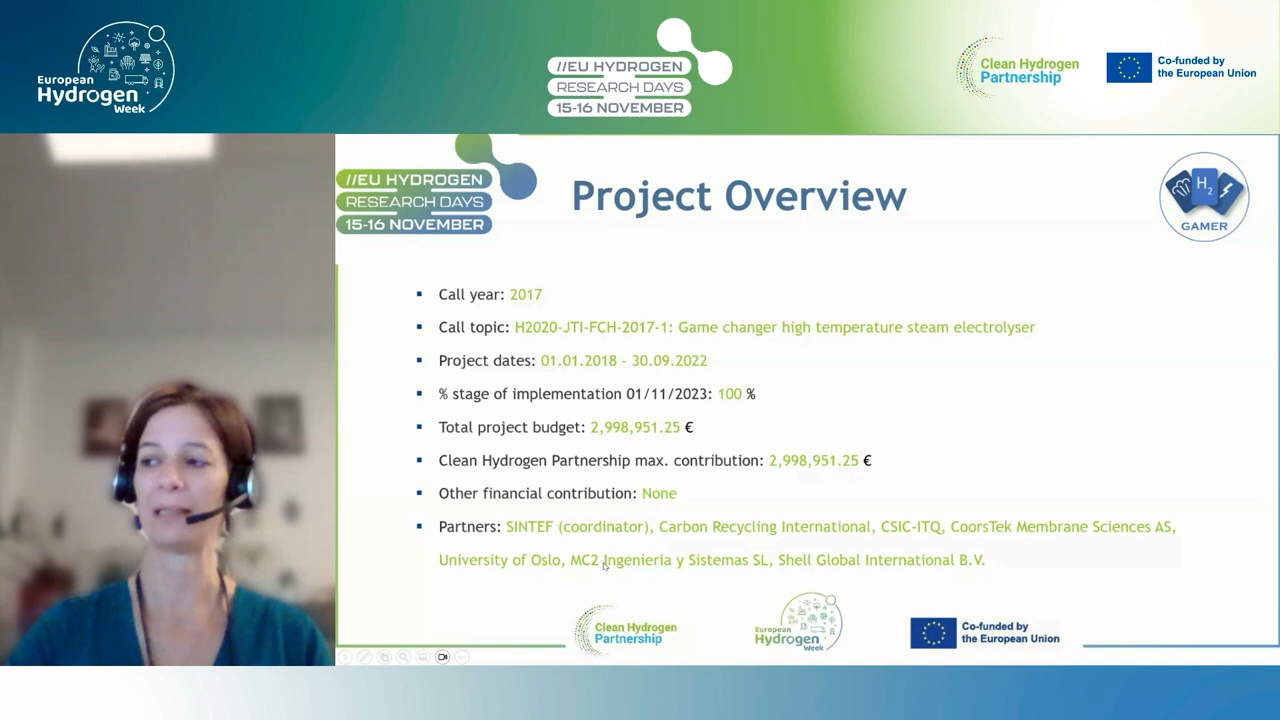 European
Hydrogen
Week
//EU HYDROGEN
RESEARCH DAYS
15-16 NOVEMBER
Clean Hydrogen
Partnership
Co-funded by
the European Union
//EU HYDROGEN
RESEARCH DAYS
15-16 NOVEMBER
Project Overview
H2
GAMER
Call year: 2017
Call topic: H2020-JTI-FCH-2017-1: Game changer high temperature steam electrolyser
Project dates: 01.01.2018 - 30.09.2022
% stage of implementation 01/11/2023: 100 %
Total project budget: 2,998,951.25 €
Clean Hydrogen Partnership max. contribution: 2,998,951.25 €
Other financial contribution: None
Partners: SINTEF (coordinator), Carbon Recycling International, CSIC-ITQ, CoorsTek Membrane Sciences AS,
University of Oslo, MC2 Ingeniería y Sistemas SL, Shell Global International B.V.
Clean Hydrogen
Partnership
European
Hydrogen
Week
Co-funded by
the European Union